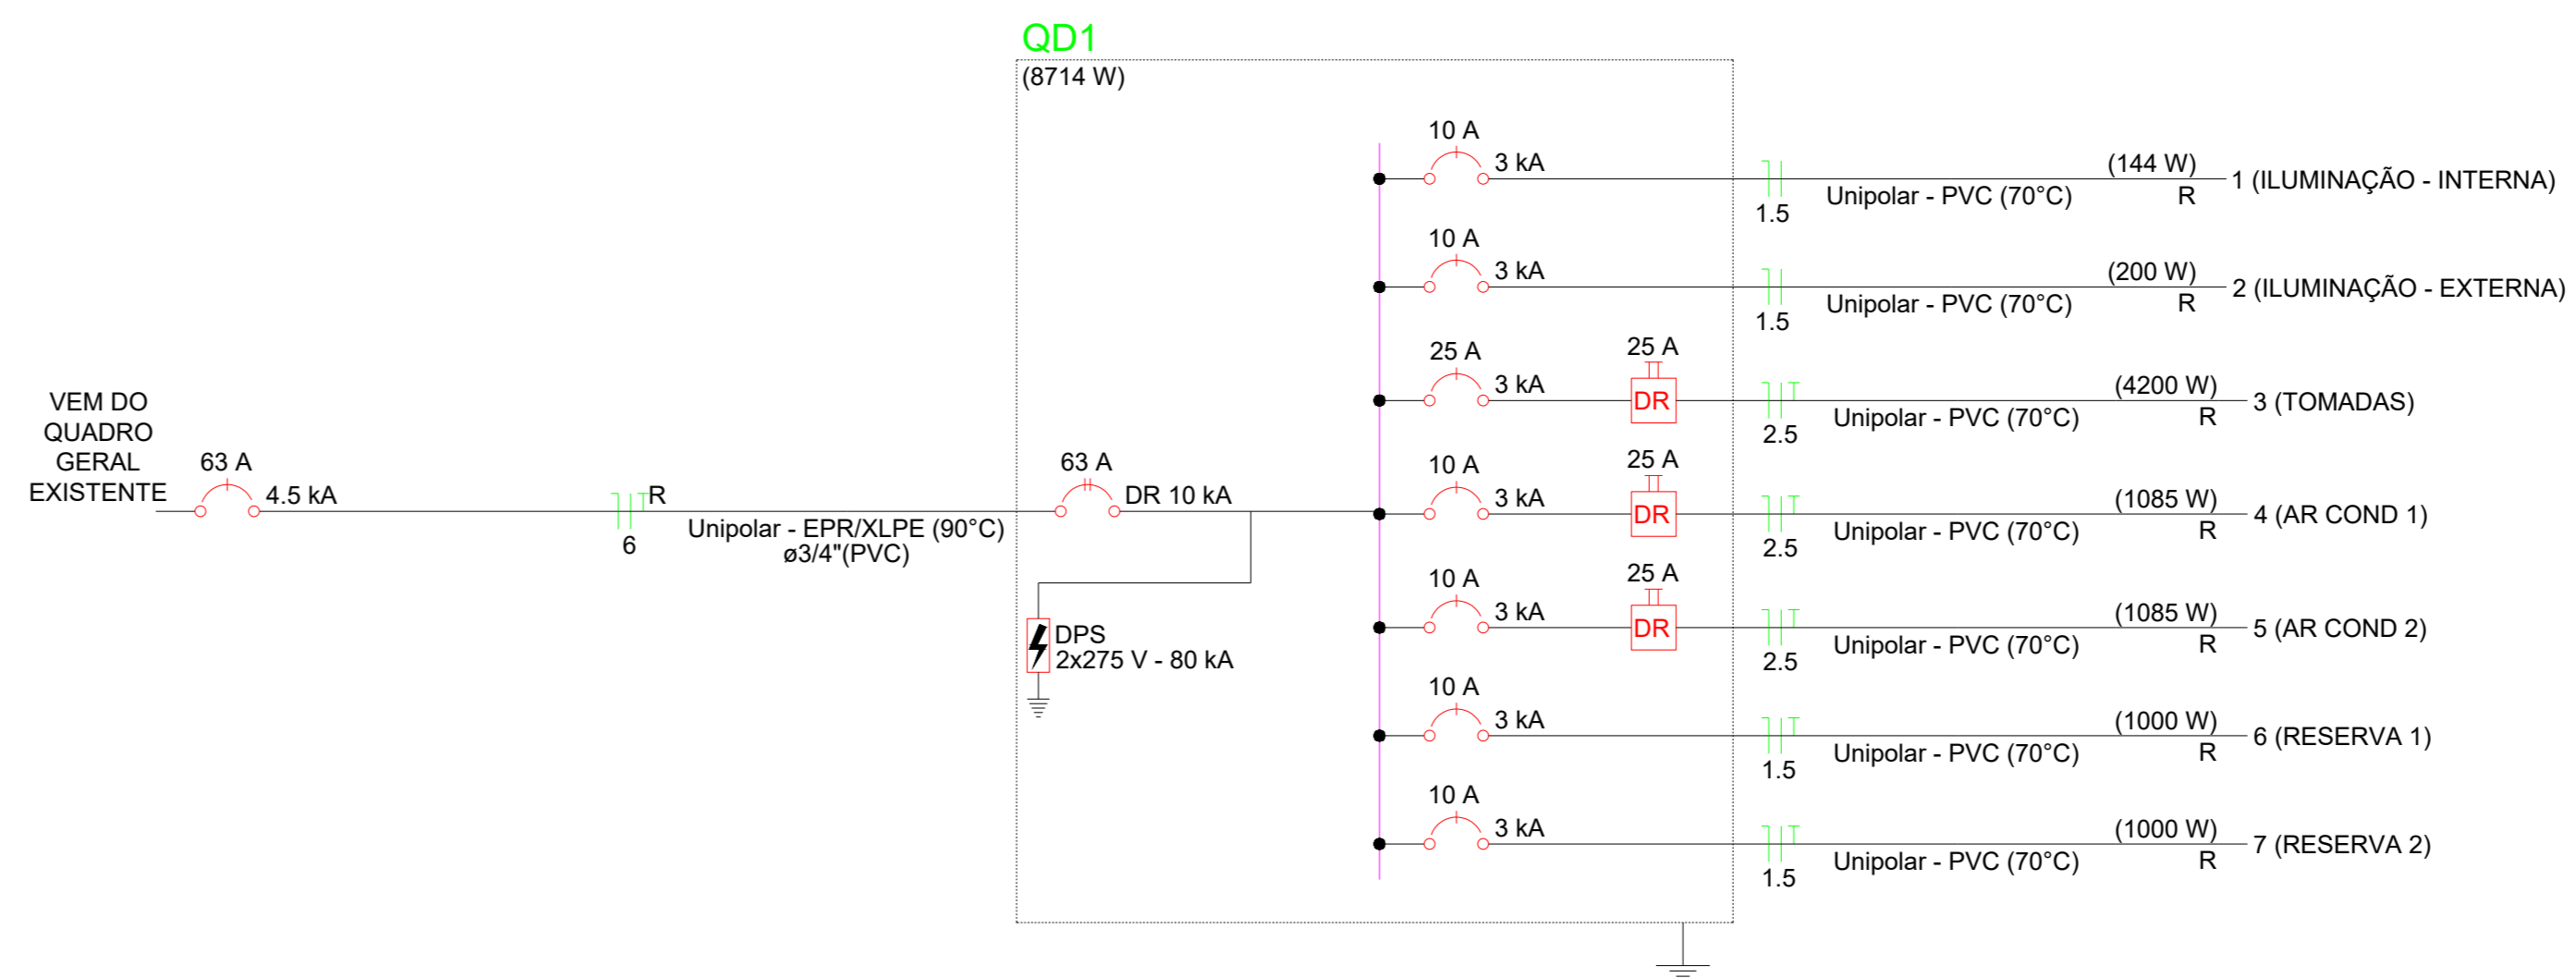 QD1
(8714 W)
10 A
3 kA
1.5
Unipolar - PVC (70°C)
(144 W)
R
1 (ILUMINAÇÃO - INTERNA)
10 A
3 kA
1.5
Unipolar - PVC (70°C)
(200 W)
R
2 (ILUMINAÇÃO - EXTERNA)
25 A
3 kA
25 A
DR
2.5
Unipolar - PVC (70°C)
(4200 W)
R
3 (TOMADAS)
VEM DO
QUADRO
GERAL
EXISTENTE
63 A
4.5 kA
R
6
Unipolar - EPR/XLPE (90°C)
ø3/4"(PVC)
63 A
DR 10 kA
DPS
2x275 V - 80 kA
10 A
3 kA
25 A
DR
2.5
Unipolar - PVC (70°C)
(1085 W)
R
4 (AR COND 1)
10 A
3 kA
25 A
DR
2.5
Unipolar - PVC (70°C)
(1085 W)
R
5 (AR COND 2)
10 A
3 kA
1.5
Unipolar - PVC (70°C)
(1000 W)
R
6 (RESERVA 1)
10 A
3 kA
1.5
Unipolar - PVC (70°C)
(1000 W)
R
7 (RESERVA 2)